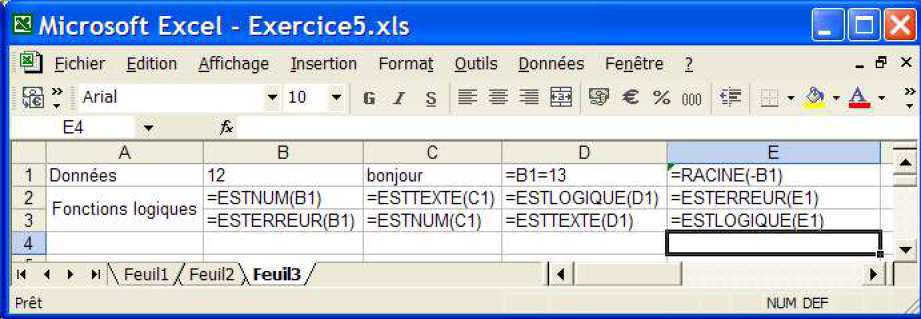 Microsoft Excel - Exercice5.xls
Fichier Edition Affichage Insertion Format Outils Données Fenêtre ?
Arial 10 G I S € % 000 A
E4 fx
A B C D E
1 Données 12 bonjour =B1=13 =RACINE(-B1)
2 Fonctions logiques =ESTNUM(B1) =ESTTEXTE(C1) =ESTLOGIQUE(D1) =ESTERREUR(E1)
3 =ESTERREUR(B1) =ESTNUM(C1) =ESTTEXTE(D1) =ESTLOGIQUE(E1)
4
Feuil1 Feuil2 Feuil3
Prêt NUM DEF